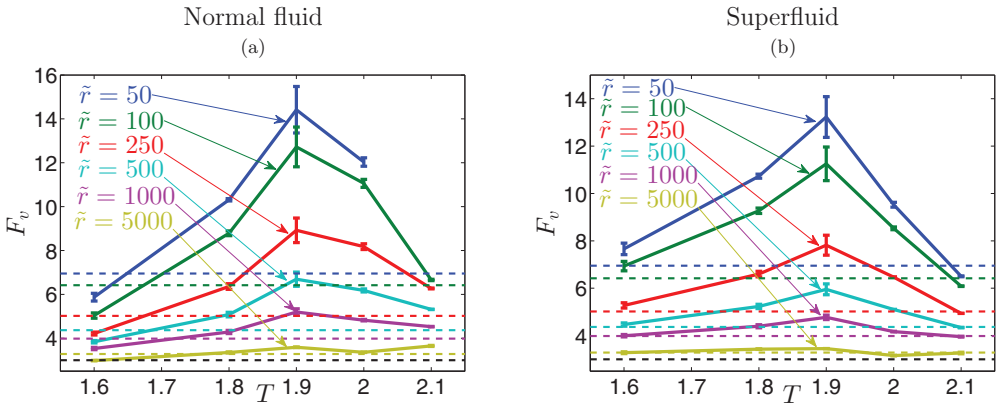 Normal fluid
(a)
16
14
12
10
8
6
4
F_v
r̃ = 50
r̃ = 100
r̃ = 250
r̃ = 500
r̃ = 1000
r̃ = 5000
1.6 1.7 1.8 1.9 2 2.1
T
Superfluid
(b)
14
12
10
8
6
4
F_v
r̃ = 50
r̃ = 100
r̃ = 250
r̃ = 500
r̃ = 1000
r̃ = 5000
1.6 1.7 1.8 1.9 2 2.1
T